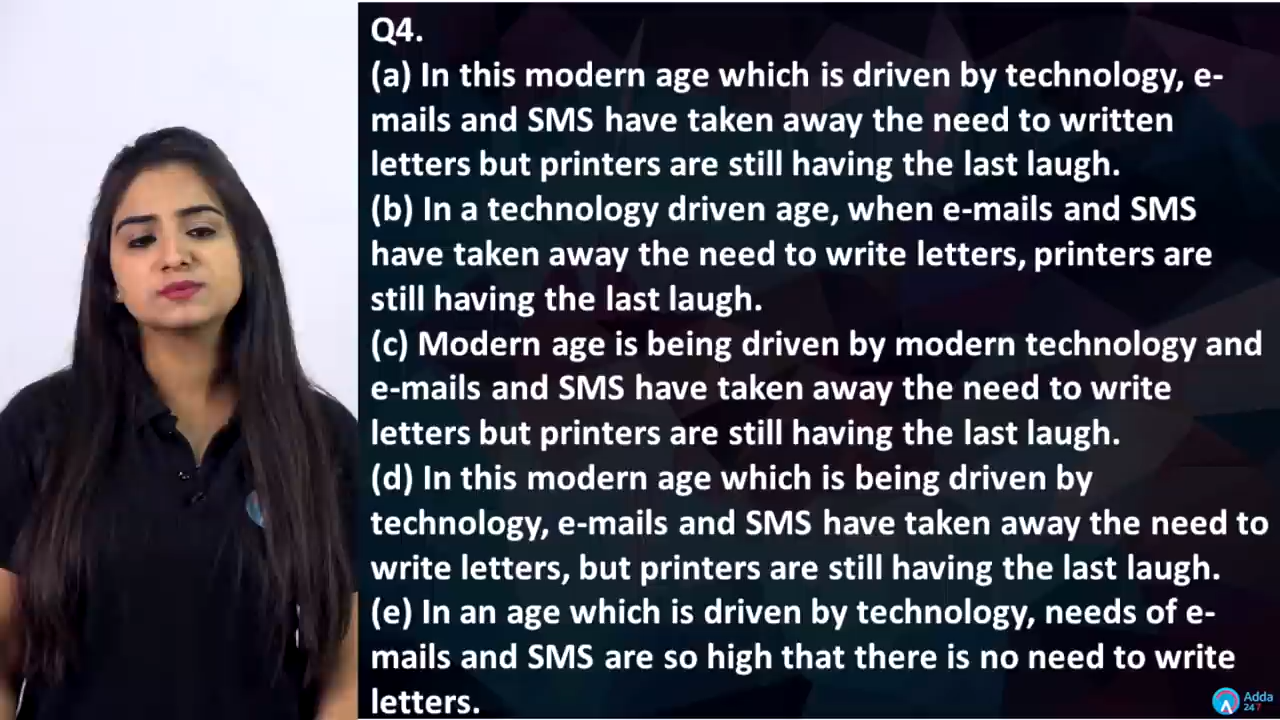 Q4.
(a) In this modern age which is driven by technology, e-
mails and SMS have taken away the need to written
letters but printers are still having the last laugh.
(b) In a technology driven age, when e-mails and SMS
have taken away the need to write letters, printers are
still having the last laugh.
(c) Modern age is being driven by modern technology and
e-mails and SMS have taken away the need to write
letters but printers are still having the last laugh.
(d) In this modern age which is being driven by
technology, e-mails and SMS have taken away the need to
write letters, but printers are still having the last laugh.
(e) In an age which is driven by technology, needs of e-
mails and SMS are so high that there is no need to write
letters.
Adda
247